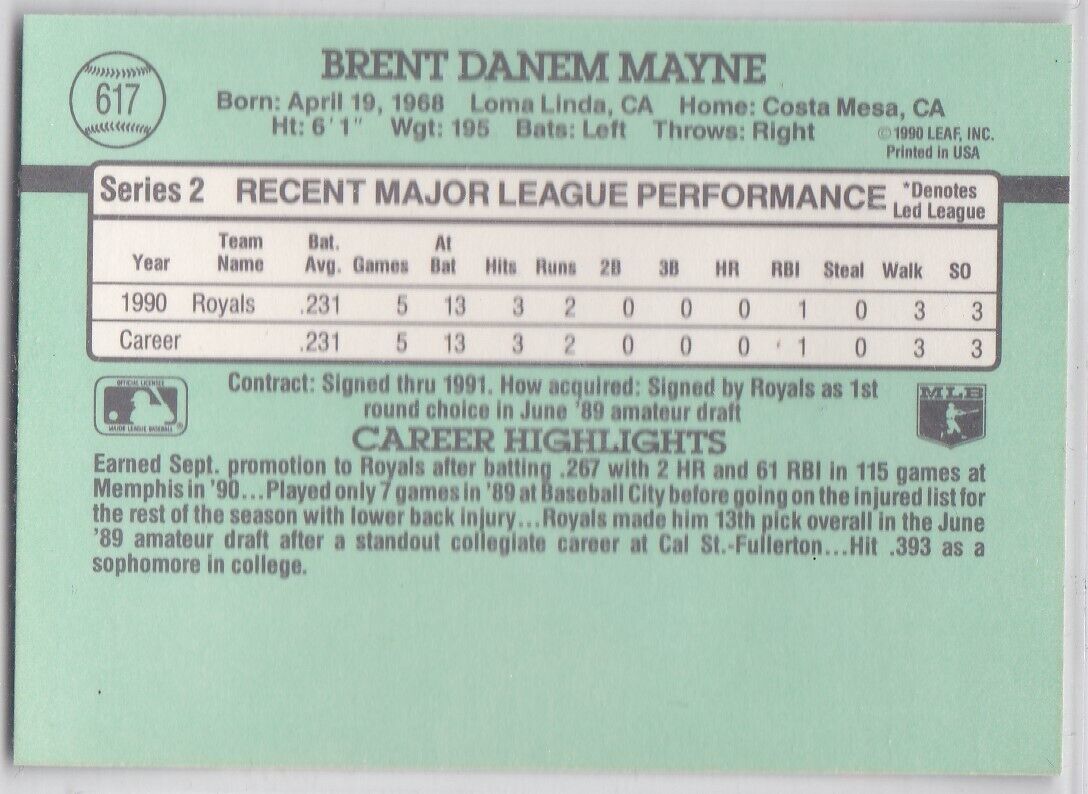 617
BRENT DANEM MAYNE
Born: April 19, 1968 Loma Linda, CA Home: Costa Mesa, CA
Ht: 6'1" Wgt: 195 Bats: Left Throws: Right
©1990 LEAF, INC.
Printed in USA
Series 2 RECENT MAJOR LEAGUE PERFORMANCE *Denotes Led League
Year Team Name Bat. Avg. Games At Bat Hits Runs 2B 3B HR RBI Steal Walk SO
1990 Royals .231 5 13 3 2 0 0 0 1 0 3 3
Career .231 5 13 3 2 0 0 0 1 0 3 3
OFFICIAL LICENSEE
MAJOR LEAGUE BASEBALL
Contract: Signed thru 1991. How acquired: Signed by Royals as 1st
round choice in June '89 amateur draft
MLB
CAREER HIGHLIGHTS
Earned Sept. promotion to Royals after batting .267 with 2 HR and 61 RBI in 115 games at
Memphis in '90...Played only 7 games in '89 at Baseball City before going on the injured list for
the rest of the season with lower back injury...Royals made him 13th pick overall in the June
'89 amateur draft after a standout collegiate career at Cal St.-Fullerton...Hit .393 as a
sophomore in college.